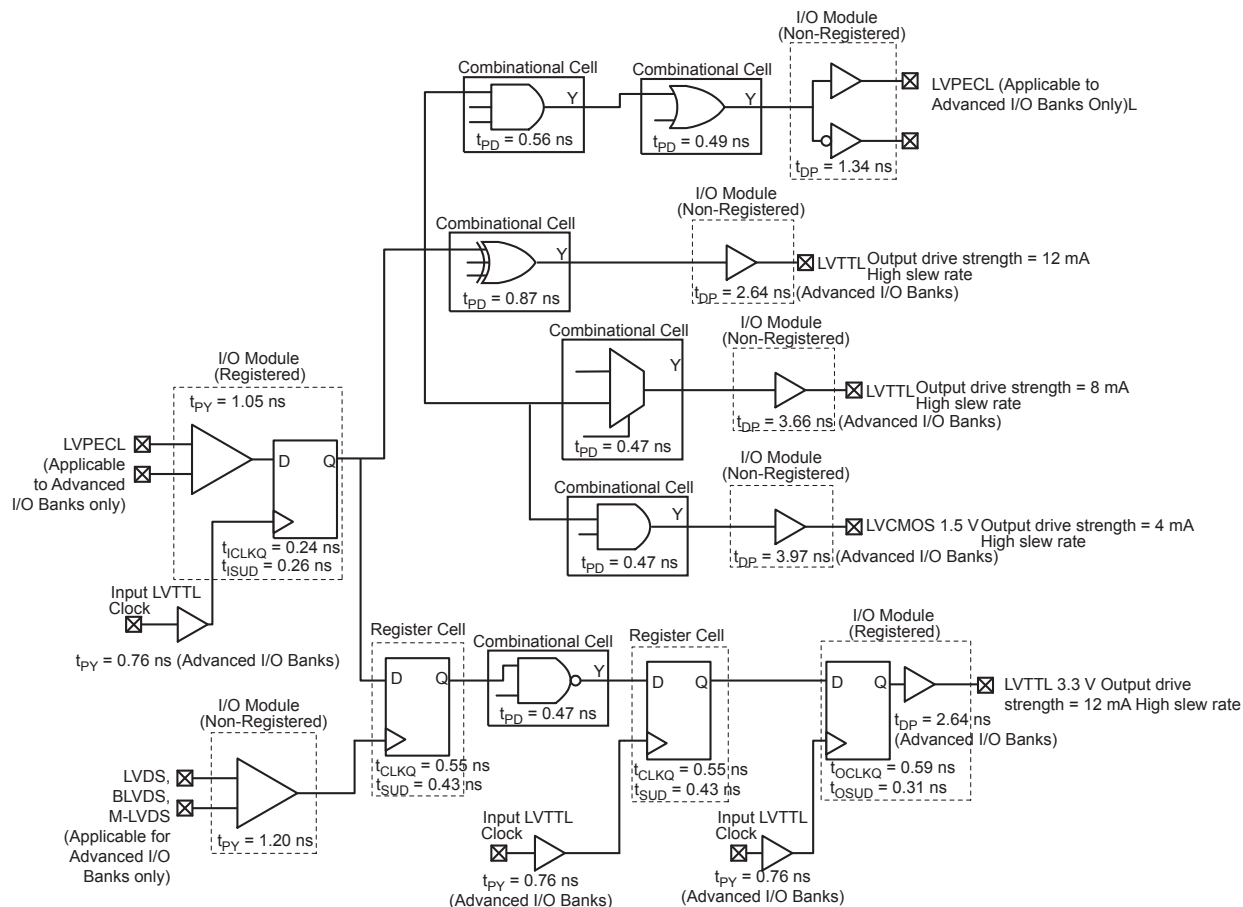 I/O Module
(Non-Registered)
Combinational Cell
Y
tPD = 0.56 ns
Combinational Cell
Y
tPD = 0.49 ns
tDP = 1.34 ns
LVPECL (Applicable to
Advanced I/O Banks Only)L
I/O Module
(Non-Registered)
Combinational Cell
Y
tPD = 0.87 ns
tDP = 2.64 ns (Advanced I/O Banks)
LVTTL Output drive strength = 12 mA
High slew rate
I/O Module
(Non-Registered)
Combinational Cell
Y
tPD = 0.47 ns
tDP = 3.66 ns (Advanced I/O Banks)
LVTTL Output drive strength = 8 mA
High slew rate
I/O Module
(Non-Registered)
Combinational Cell
Y
tPD = 0.47 ns
tDP = 3.97 ns (Advanced I/O Banks)
LVCMOS 1.5 V Output drive strength = 4 mA
High slew rate
I/O Module
(Registered)
tPY = 1.05 ns
LVPECL
(Applicable
to Advanced
I/O Banks only)
D Q
tICLKQ = 0.24 ns
tISUD = 0.26 ns
Input LVTTL
Clock
tPY = 0.76 ns (Advanced I/O Banks)
I/O Module
(Non-Registered)
LVDS,
BLVDS,
M-LVDS
(Applicable for
Advanced I/O
Banks only)
tPY = 1.20 ns
Register Cell
D Q
tCLKQ = 0.55 ns
tSUD = 0.43 ns
Combinational Cell
Y
tPD = 0.47 ns
Register Cell
D Q
tCLKQ = 0.55 ns
tSUD = 0.43 ns
Input LVTTL
Clock
tPY = 0.76 ns
(Advanced I/O Banks)
I/O Module
(Registered)
D Q
tDP = 2.64 ns
(Advanced I/O Banks)
tOCLKQ = 0.59 ns
tOSUD = 0.31 ns
LVTTL 3.3 V Output drive
strength = 12 mA High slew rate
Input LVTTL
Clock
tPY = 0.76 ns
(Advanced I/O Banks)